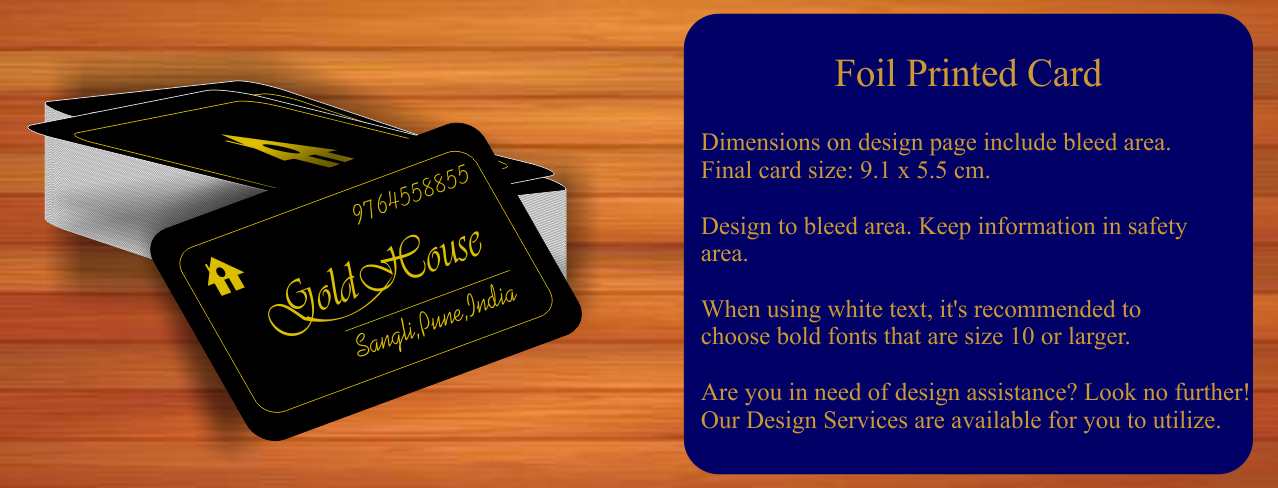 9764558855
Gold House
Sangli,Pune,India
Foil Printed Card
Dimensions on design page include bleed area.
Final card size: 9.1 x 5.5 cm.
Design to bleed area. Keep information in safety
area.
When using white text, it's recommended to
choose bold fonts that are size 10 or larger.
Are you in need of design assistance? Look no further!
Our Design Services are available for you to utilize.